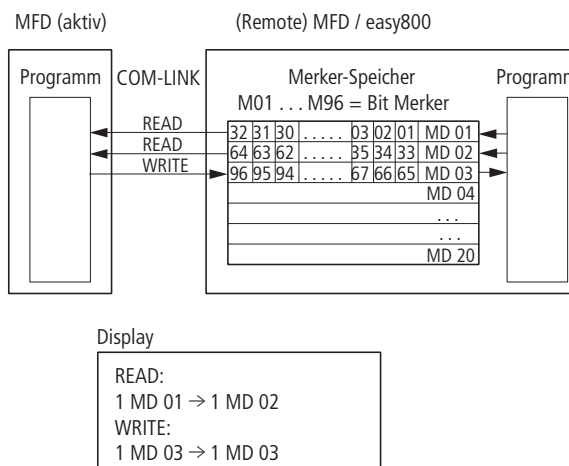 MFD (aktiv) (Remote) MFD / easy800
Programm COM-LINK Merker-Speicher Programm
M01 . . . M96 = Bit Merker
READ 32 31 30 . . . . . 03 02 01 MD 01
READ 64 63 62 . . . . . 35 34 33 MD 02
WRITE 96 95 94 . . . . . 67 66 65 MD 03
MD 04
. . .
. . .
MD 20
Display
READ:
1 MD 01 → 1 MD 02
WRITE:
1 MD 03 → 1 MD 03